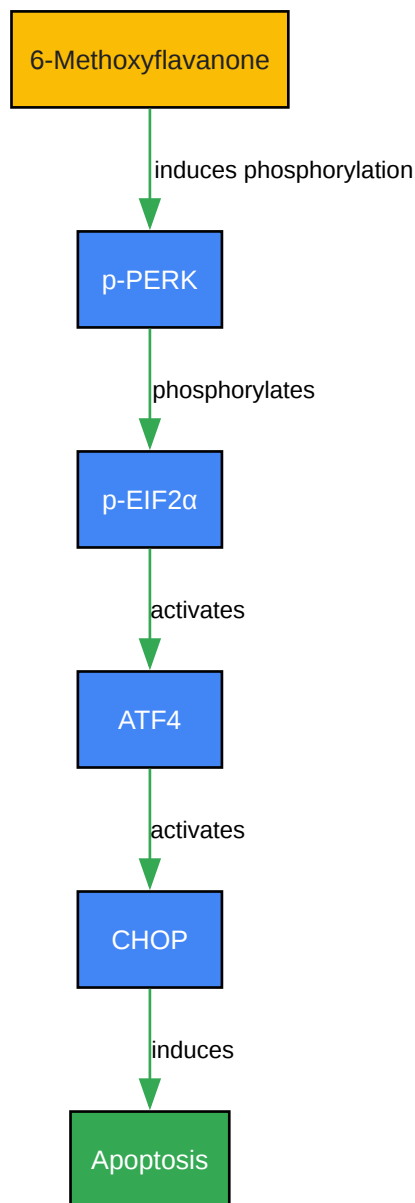 6-Methoxyflavanone
induces phosphorylation
p-PERK
phosphorylates
p-EIF2α
activates
ATF4
activates
CHOP
induces
Apoptosis